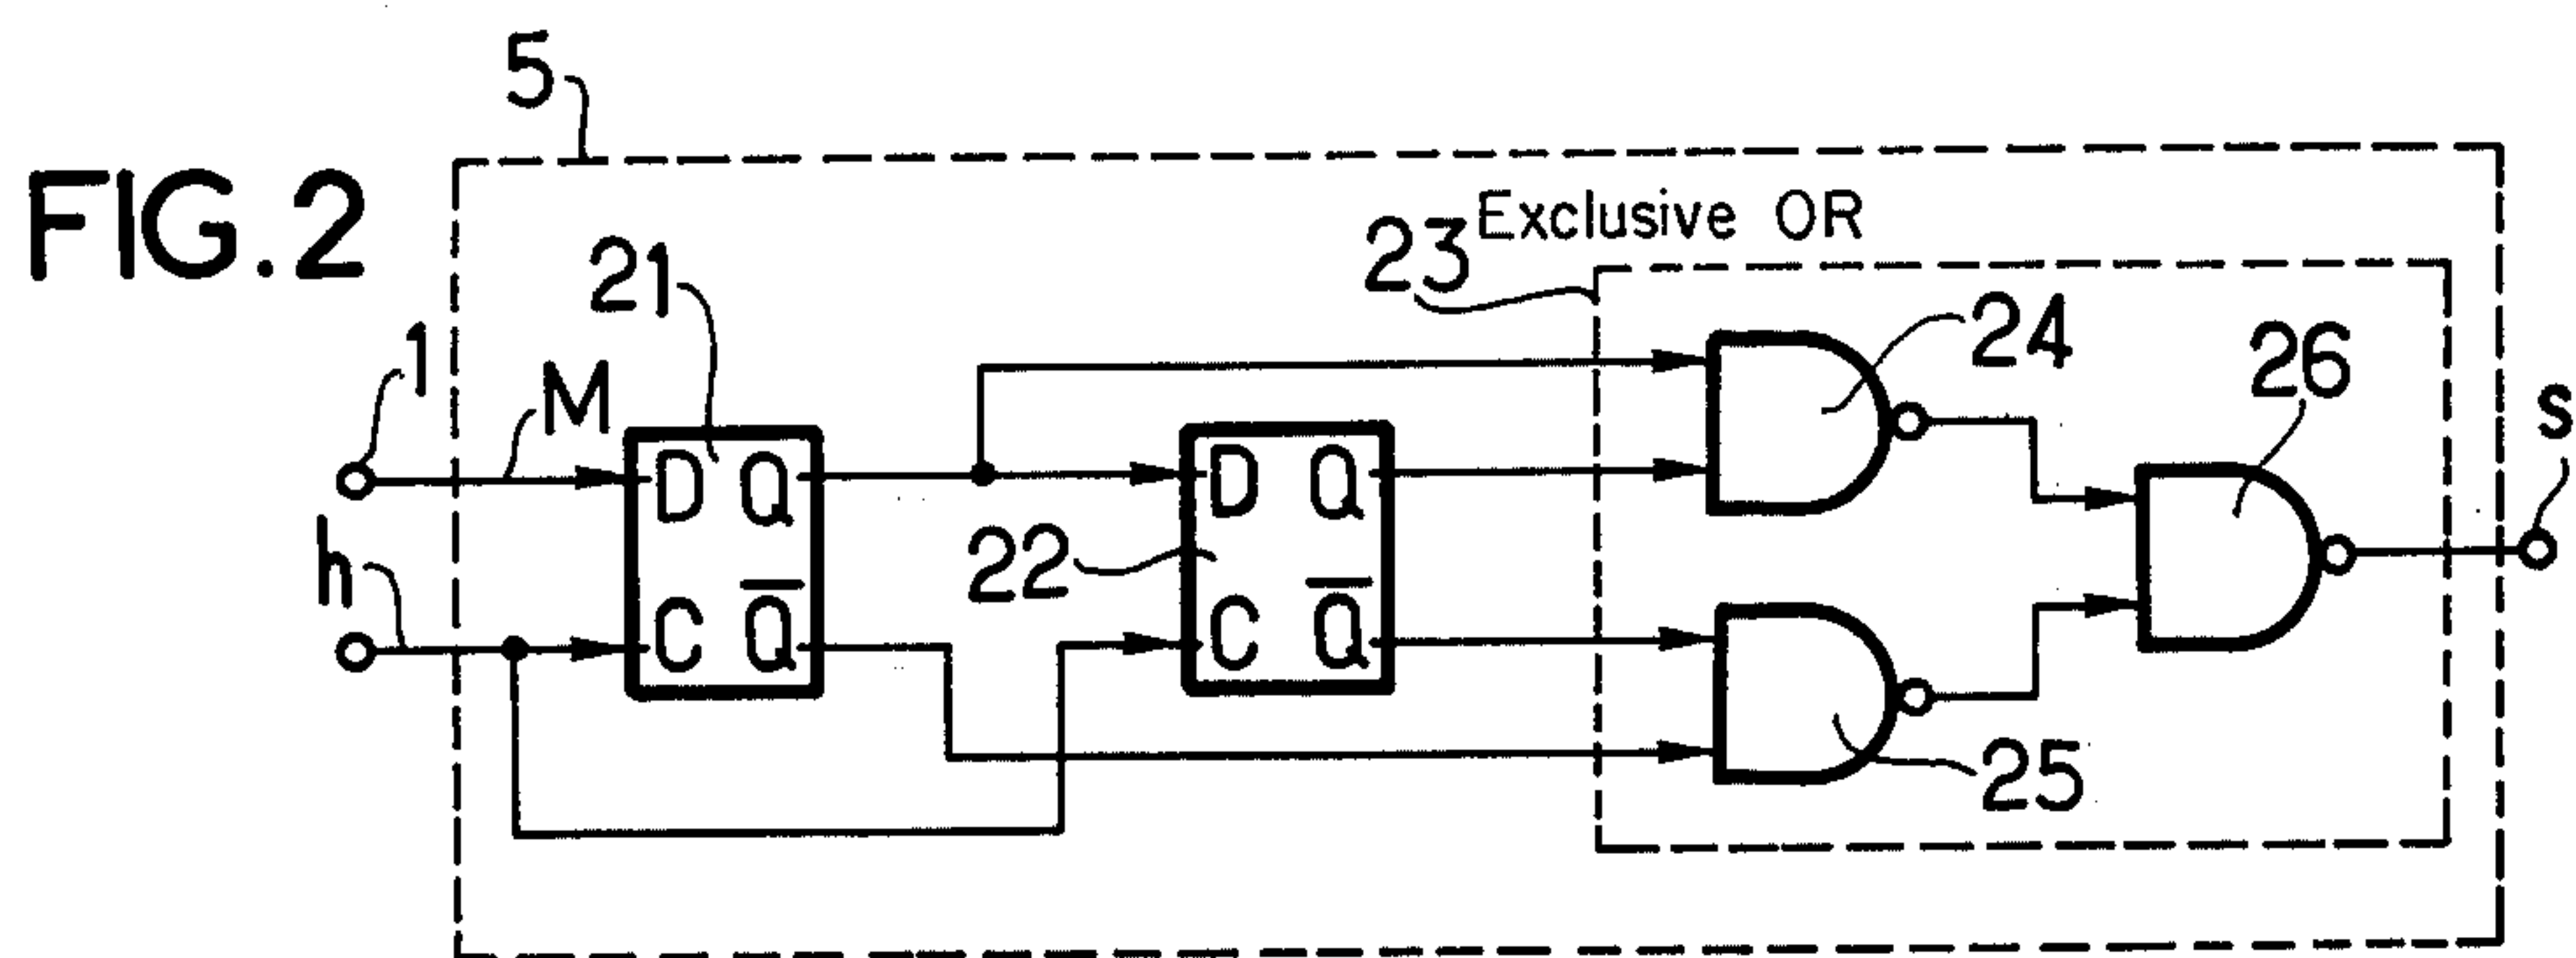 FIG.2
5
Exclusive OR
23
21
24
26
1
M
s
D Q
D Q
h
22
C Q̅
C Q̅
25